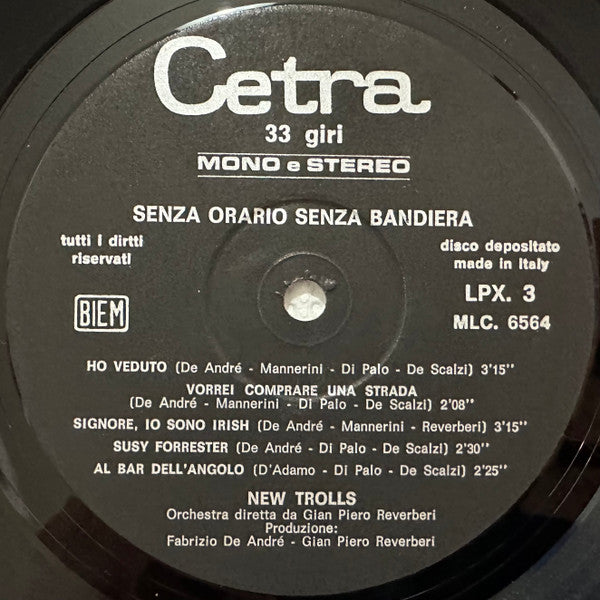 Cetra
33 giri
MONO e STEREO
SENZA ORARIO SENZA BANDIERA
tutti i dirtti
riservati
disco depositato
made in Italy
BIEM
LPX. 3
MLC. 6564
HO VEDUTO (De André - Mannerini - Di Palo - De Scalzi) 3'15''
VORREI COMPRARE UNA STRADA
(De André - Mannerini - Di Palo - De Scalzi) 2'08''
SIGNORE, IO SONO IRISH (De André - Mannerini - Reverberi) 3'15''
SUSY FORRESTER (De André - Di Palo - De Scalzi) 2'30''
AL BAR DELL'ANGOLO (D'Adamo - Di Palo - De Scalzi) 2'25''
NEW TROLLS
Orchestra diretta da Gian Piero Reverberi
Produzione:
Fabrizio De André - Gian Piero Reverberi